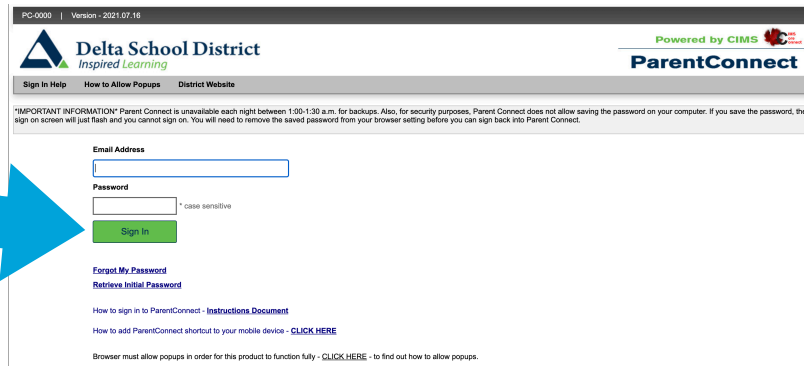 PC-0000 | Version - 2021.07.16
Delta School District
Inspired Learning
Powered by CIMS
ParentConnect
Sign In Help How to Allow Popups District Website
*IMPORTANT INFORMATION* Parent Connect is unavailable each night between 1:00-1:30 a.m. for backups. Also, for security purposes, Parent Connect does not allow saving the password on your computer. If you save the password, the
sign on screen will just flash and you cannot sign on. You will need to remove the saved password from your browser setting before you can sign back into Parent Connect.
Email Address
Password
* case sensitive
Sign In
Forgot My Password
Retrieve Initial Password
How to sign in to ParentConnect - Instructions Document
How to add ParentConnect shortcut to your mobile device - CLICK HERE
Browser must allow popups in order for this product to function fully - CLICK HERE - to find out how to allow popups.